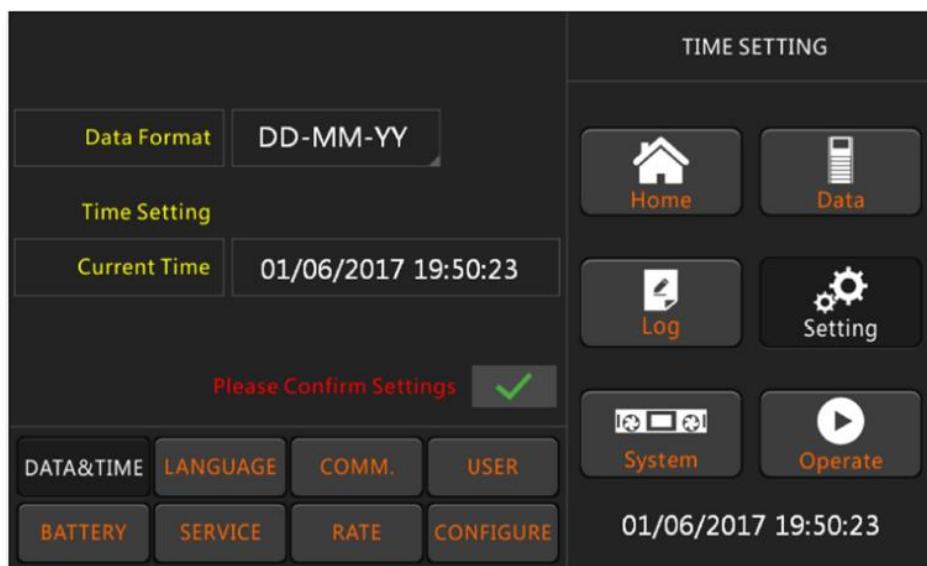 TIME SETTING
Data Format
DD-MM-YY
Time Setting
Current Time
01/06/2017 19:50:23
Please Confirm Settings
DATA&TIME
LANGUAGE
COMM.
USER
BATTERY
SERVICE
RATE
CONFIGURE
Home
Data
Log
Setting
System
Operate
01/06/2017 19:50:23